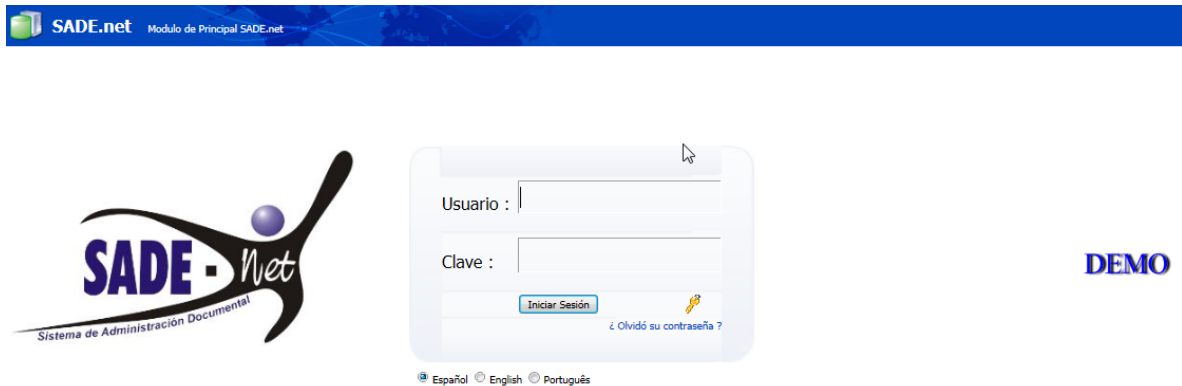 SADE.net Modulo de Principal SADE.net
Usuario :
SADE - Net
Clave :
DEMO
Iniciar Sesión
Sistema de Administración Documental
¿ Olvidó su contraseña ?
Español English Português